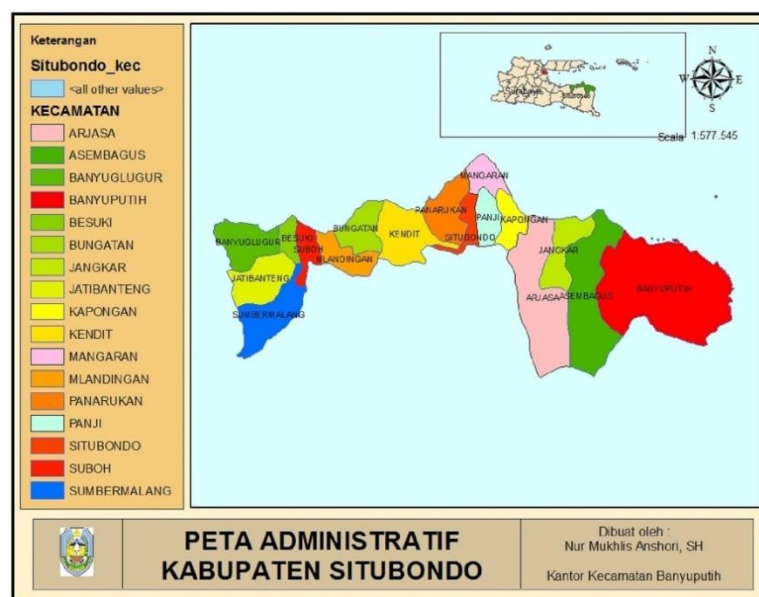 Keterangan
Situbondo_kec
<all other values>
KECAMATAN
ARJASA
ASEMBAGUS
BANYUGLUGUR
BANYUPUTIH
BESUKI
BUNGATAN
JANGKAR
JATIBANTENG
KAPONGAN
KENDIT
MANGARAN
MLANDINGAN
PANARUKAN
PANJI
SITUBONDO
SUBOH
SUMBERMALANG
N
W E
S
Scala 1:577.545
MANGARAN
PANARUKAN
PANJI
KAPONGAN
BUNGATAN
KENDIT
SITUBONDO
BESUKI
BANYUGLUGUR
SUBOH
MLANDINGAN
JANGKAR
JATIBANTENG
BANYUPUTIH
ARJASA
ASEMBAGUS
SUMBERMALANG
PETA ADMINISTRATIF
KABUPATEN SITUBONDO
Dibuat oleh :
Nur Mukhlis Anshori, SH
Kantor Kecamatan Banyuputih